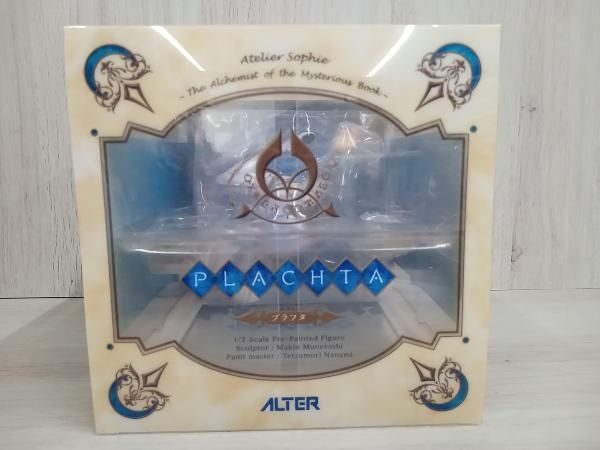 Atelier Sophie
~ The Alchemist of the Mysterious Book ~
PLACHTA
プラフタ
1/7 Scale Pre-Painted Figure
Sculptor : Makio Munetoshi
Paint master : Tetsumori Nanami
ALTER